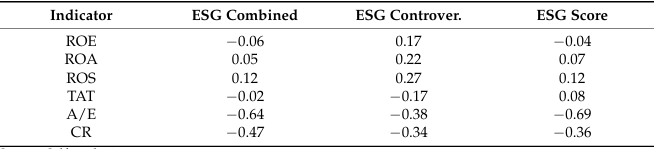 Indicator ESG Combined ESG Controver. ESG Score
ROE −0.06 0.17 −0.04
ROA 0.05 0.22 0.07
ROS 0.12 0.27 0.12
TAT −0.02 −0.17 0.08
A/E −0.64 −0.38 −0.69
CR −0.47 −0.34 −0.36